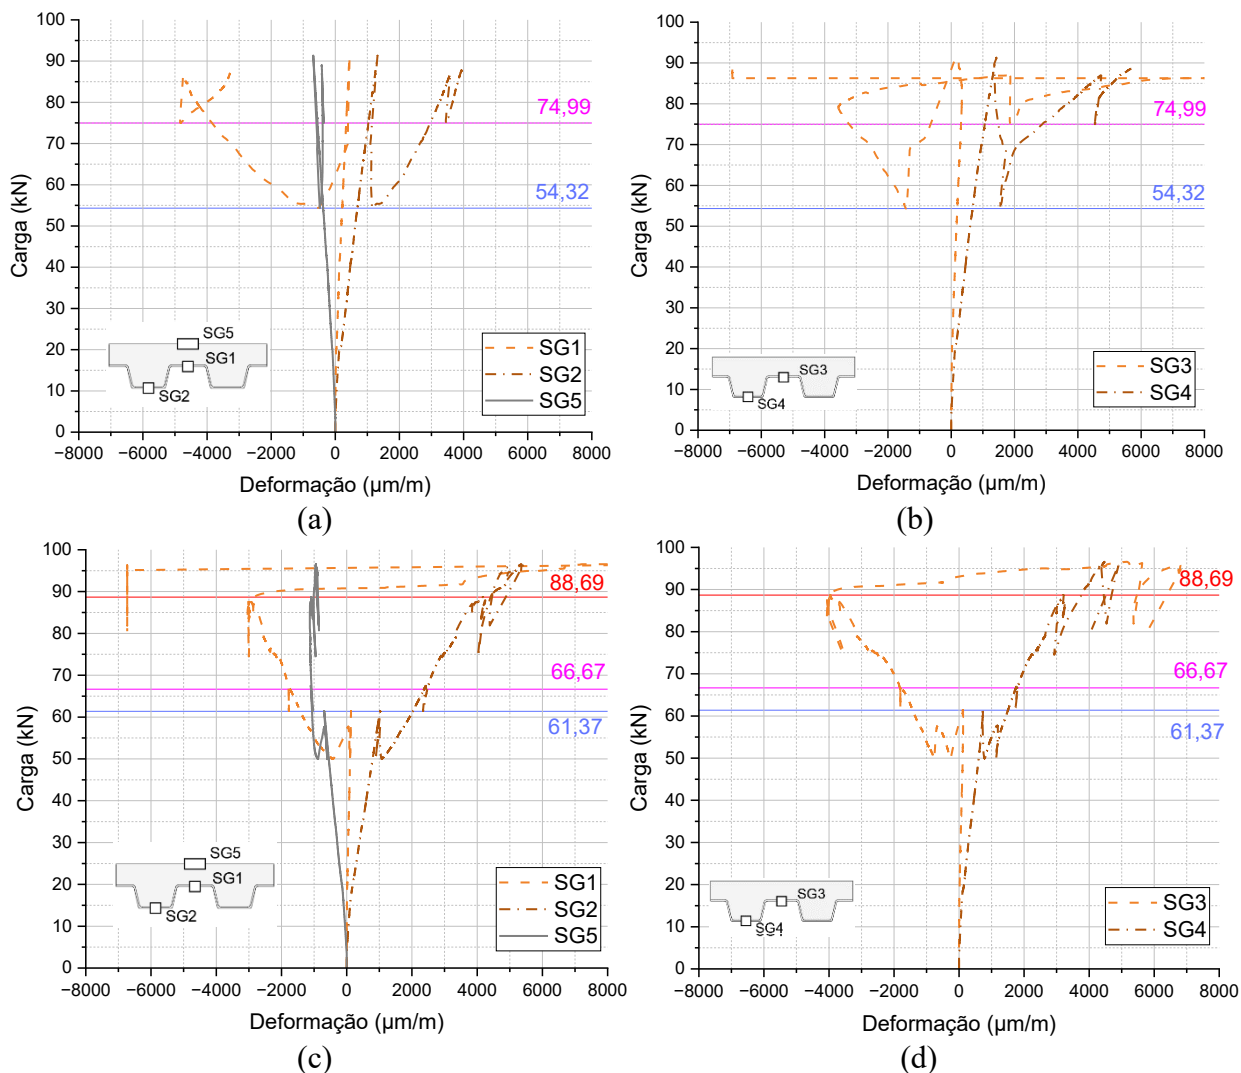 100
90
80
70
60
50
40
30
20
10
0
Carga (kN)
74,99
54,32
SG5
SG1
SG2
SG1
SG2
SG5
−8000 −6000 −4000 −2000 0 2000 4000 6000 8000
Deformação (µm/m)
(a)
100
90
80
70
60
50
40
30
20
10
0
Carga (kN)
74,99
54,32
SG3
SG4
SG3
SG4
−8000 −6000 −4000 −2000 0 2000 4000 6000 8000
Deformação (µm/m)
(b)
100
90
80
70
60
50
40
30
20
10
0
Carga (kN)
88,69
66,67
61,37
SG5
SG1
SG2
SG1
SG2
SG5
−8000 −6000 −4000 −2000 0 2000 4000 6000 8000
Deformação (µm/m)
(c)
100
90
80
70
60
50
40
30
20
10
0
Carga (kN)
88,69
66,67
61,37
SG3
SG4
SG3
SG4
−8000 −6000 −4000 −2000 0 2000 4000 6000 8000
Deformação (µm/m)
(d)